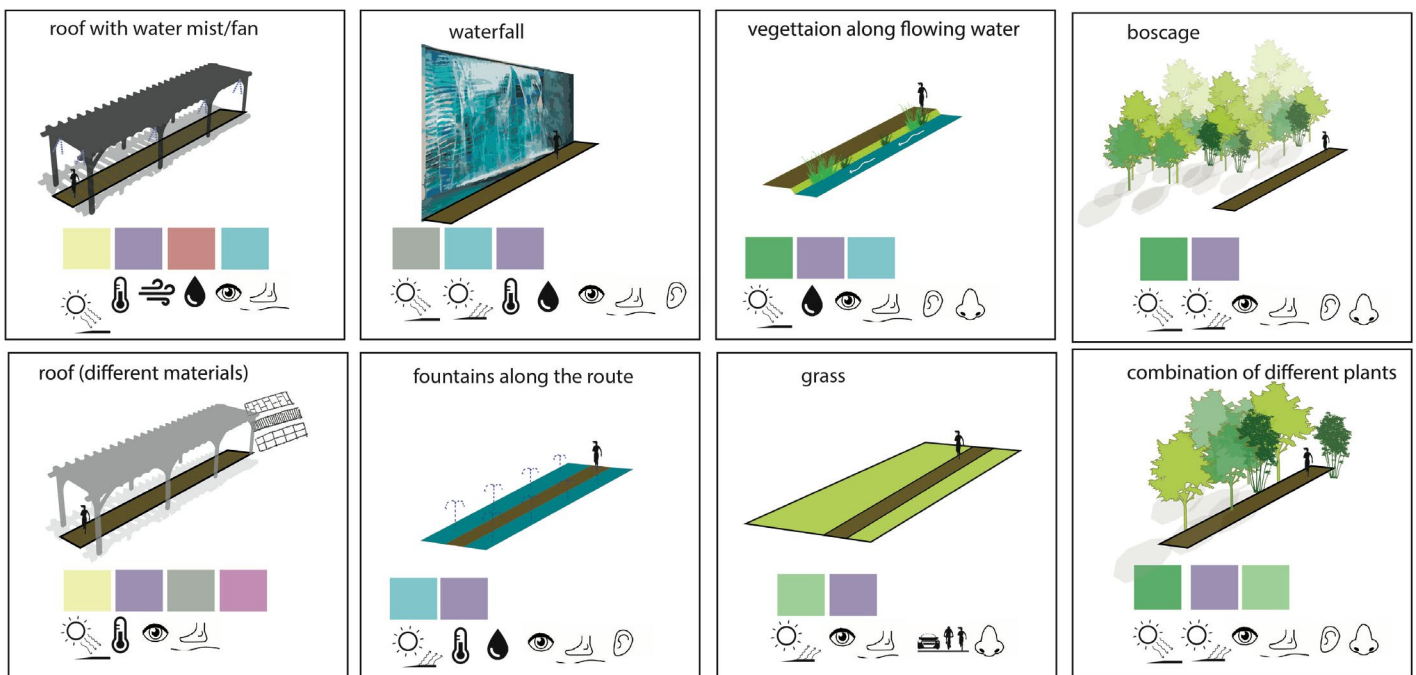 roof with water mist/fan
waterfall
vegettaion along flowing water
boscage
roof (different materials)
fountains along the route
grass
combination of different plants